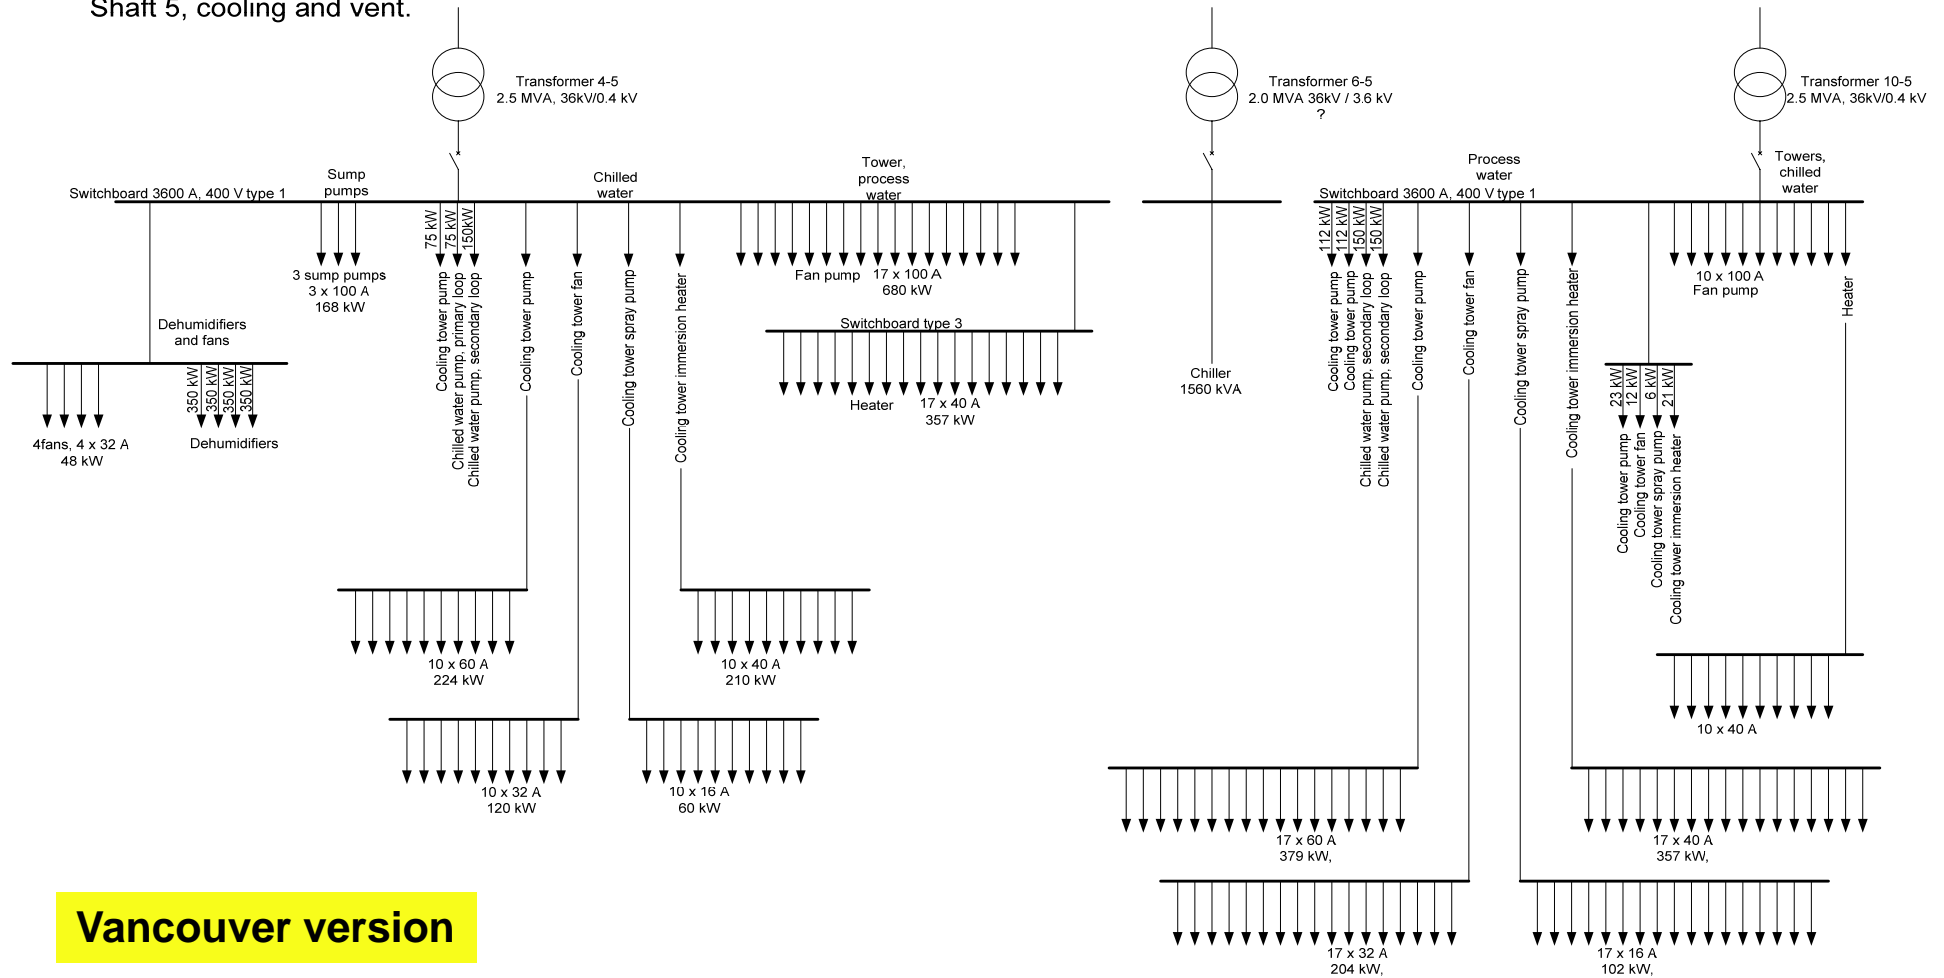 Shaft 5, cooling and vent.
Transformer 4-5
2.5 MVA, 36kV/0.4 kV
Transformer 6-5
2.0 MVA 36kV / 3.6 kV
?
Transformer 10-5
2.5 MVA, 36kV/0.4 kV
Switchboard 3600 A, 400 V type 1
Sump
pumps
Chilled
water
Tower,
process
water
Switchboard 3600 A, 400 V type 1
Process
water
Towers,
chilled
water
75 kW
75 kW
150kW
112 kW
112 kW
150 kW
150 kW
3 sump pumps
3 x 100 A
168 kW
Cooling tower pump
Chilled water pump, primary loop
Chilled water pump, secondary loop
Cooling tower pump
Cooling tower fan
Cooling tower spray pump
Cooling tower immersion heater
Fan pump
17 x 100 A
680 kW
Switchboard type 3
Heater
17 x 40 A
357 kW
Dehumidifiers
and fans
350 kW
350 kW
350 kW
350 kW
4fans, 4 x 32 A
48 kW
Dehumidifiers
Chiller
1560 kVA
Cooling tower pump
Cooling tower pump
Chilled water pump, secondary loop
Chilled water pump, secondary loop
Cooling tower pump
Cooling tower fan
Cooling tower spray pump
Cooling tower immersion heater
10 x 100 A
Fan pump
Heater
23 kW
12 kW
6 kW
21 kW
Cooling tower pump
Cooling tower fan
Cooling tower spray pump
Cooling tower immersion heater
10 x 60 A
224 kW
10 x 40 A
210 kW
10 x 32 A
120 kW
10 x 16 A
60 kW
10 x 40 A
17 x 60 A
379 kW,
17 x 40 A
357 kW,
17 x 32 A
204 kW,
17 x 16 A
102 kW,
Vancouver version